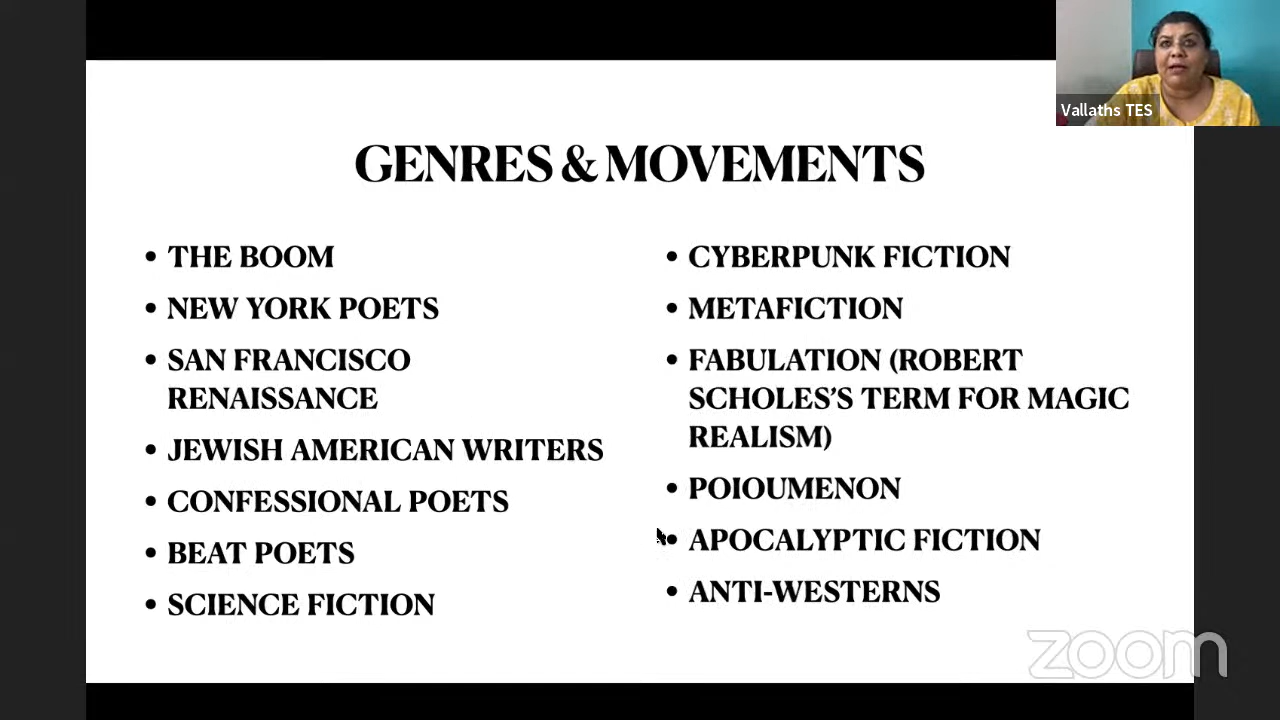 Vallaths TES
GENRES & MOVEMENTS
• THE BOOM
• NEW YORK POETS
• SAN FRANCISCO
RENAISSANCE
• JEWISH AMERICAN WRITERS
• CONFESSIONAL POETS
• BEAT POETS
• SCIENCE FICTION
• CYBERPUNK FICTION
• METAFICTION
• FABULATION (ROBERT
SCHOLES’S TERM FOR MAGIC
REALISM)
• POIOUMENON
• APOCALYPTIC FICTION
• ANTI-WESTERNS
zoom